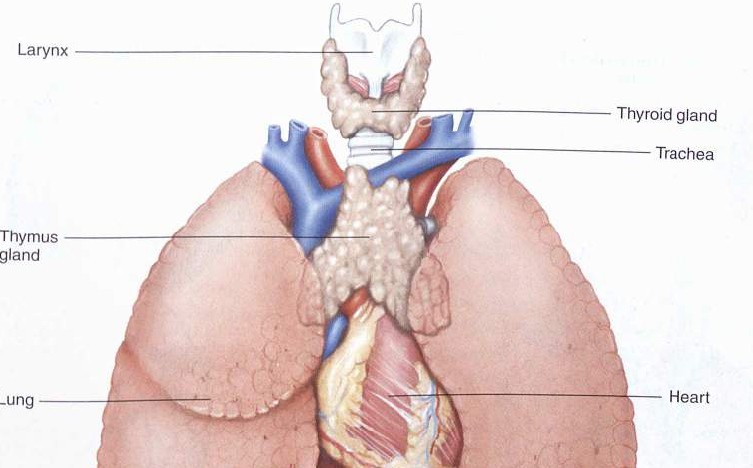 Larynx
Thyroid gland
Trachea
Thymus
gland
Lung
Heart